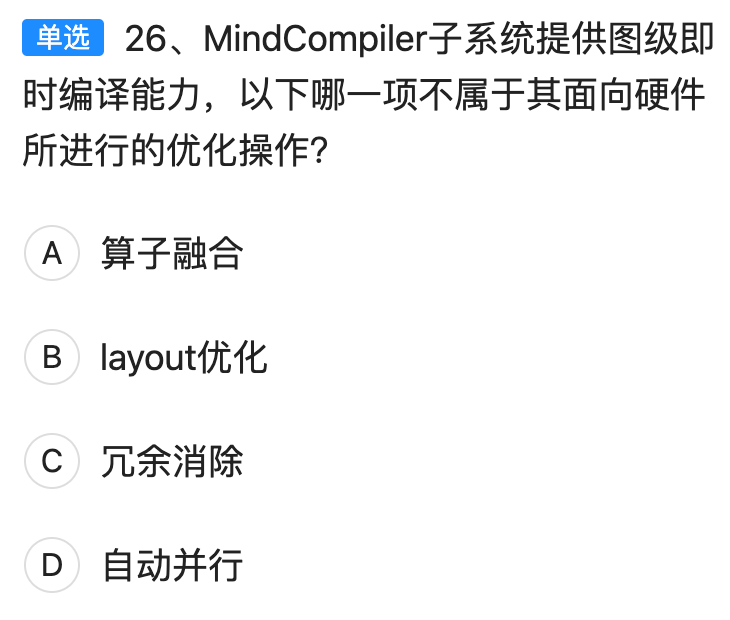 单选 26、MindCompiler子系统提供图级即
时编译能力，以下哪一项不属于其面向硬件
所进行的优化操作?
A 算子融合
B layout优化
C 冗余消除
D 自动并行